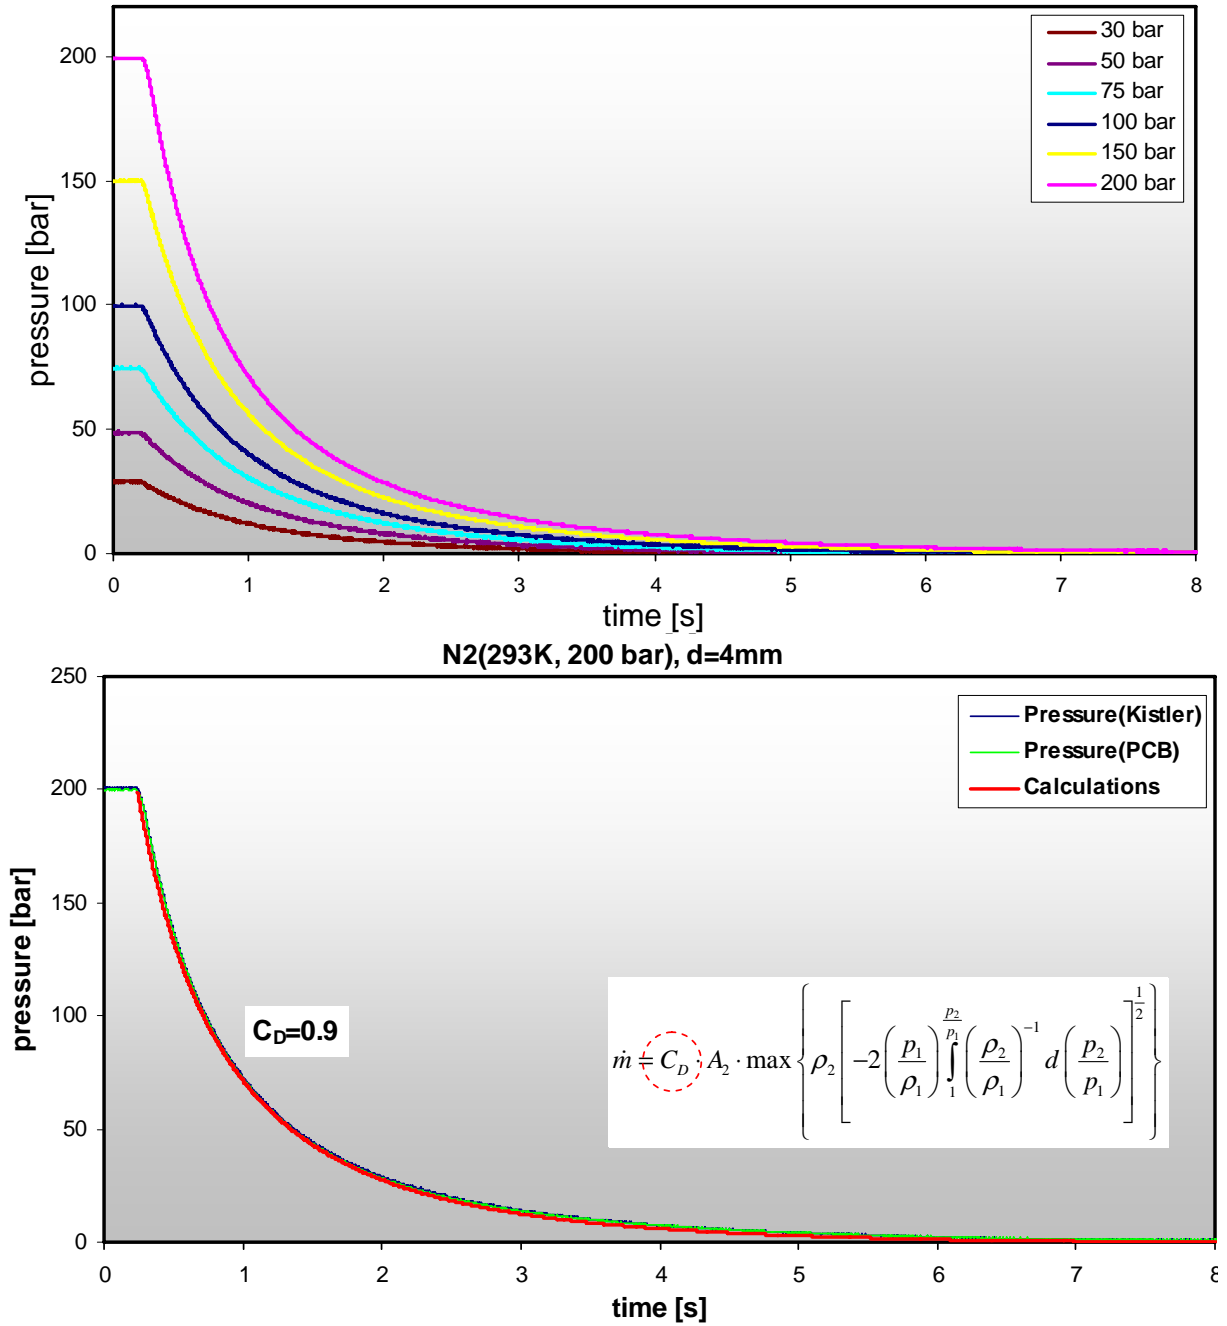 30 bar
50 bar
75 bar
100 bar
150 bar
200 bar
200
150
100
50
0
pressure [bar]
0 1 2 3 4 5 6 7 8
time [s]
N2(293K, 200 bar), d=4mm
250
200
150
100
50
0
pressure [bar]
Pressure(Kistler)
Pressure(PCB)
Calculations
C_D=0.9
ṁ = C_D · A_2 · max { ρ_2 [ -2 ( p_1 / ρ_1 ) ∫_1^{p_2/p_1} ( ρ_2 / ρ_1 )^{-1} d ( p_2 / p_1 ) ]^{1/2} }
0 1 2 3 4 5 6 7 8
time [s]